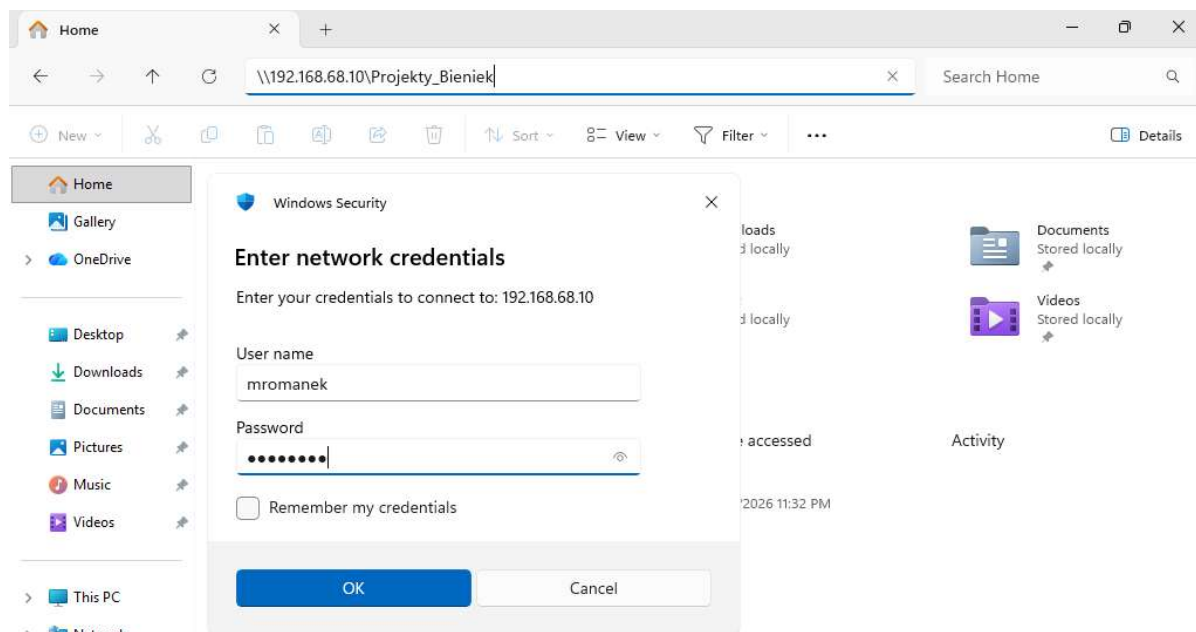 Home
\\192.168.68.10\Projekty_Bieniek
Search Home
New
Sort
View
Filter
Details
Home
Gallery
OneDrive
Desktop
Downloads
Documents
Pictures
Music
Videos
This PC
Windows Security
Enter network credentials
Enter your credentials to connect to: 192.168.68.10
User name
mromanek
Password
Remember my credentials
OK
Cancel
loads
locally
Documents
Stored locally
locally
Videos
Stored locally
accessed
Activity
2026 11:32 PM